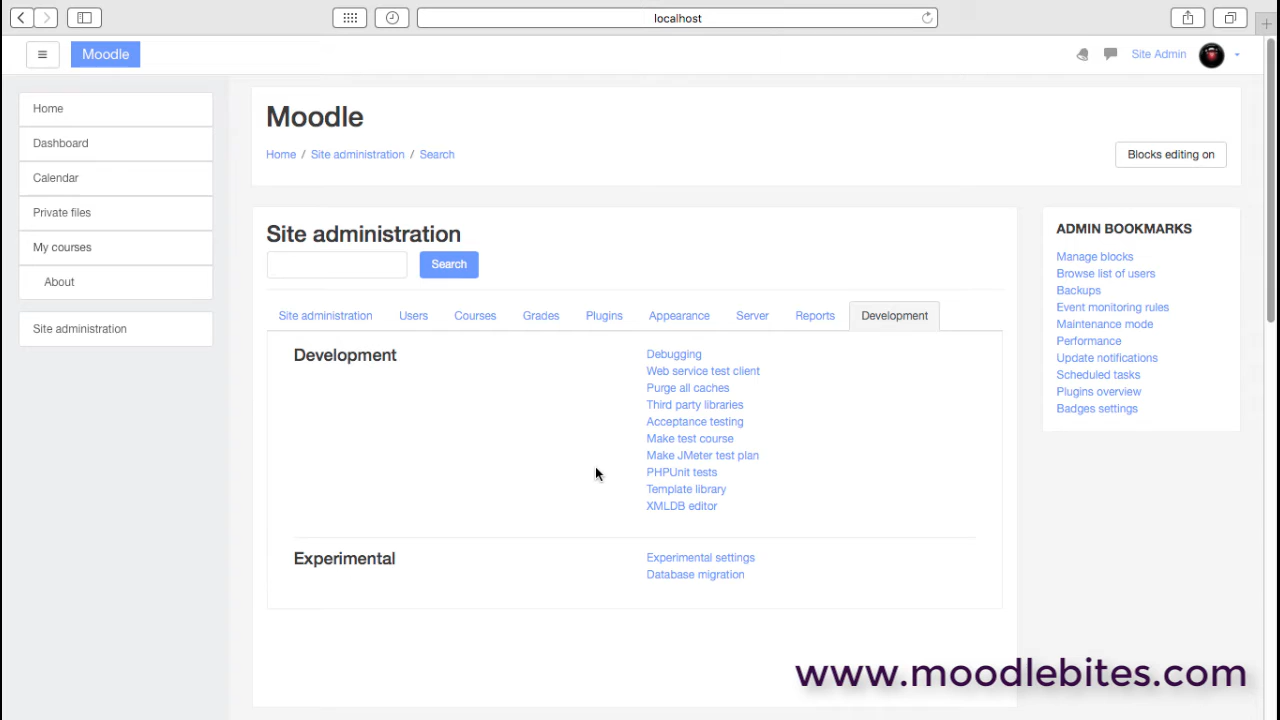 localhost
Moodle
Site Admin
Home
Dashboard
Calendar
Private files
My courses
About
Site administration
Moodle
Home / Site administration / Search
Blocks editing on
Site administration
Search
Site administration Users Courses Grades Plugins Appearance Server Reports Development
Development
Debugging
Web service test client
Purge all caches
Third party libraries
Acceptance testing
Make test course
Make JMeter test plan
PHPUnit tests
Template library
XMLDB editor
Experimental
Experimental settings
Database migration
ADMIN BOOKMARKS
Manage blocks
Browse list of users
Backups
Event monitoring rules
Maintenance mode
Performance
Update notifications
Scheduled tasks
Plugins overview
Badges settings
www.moodlebites.com